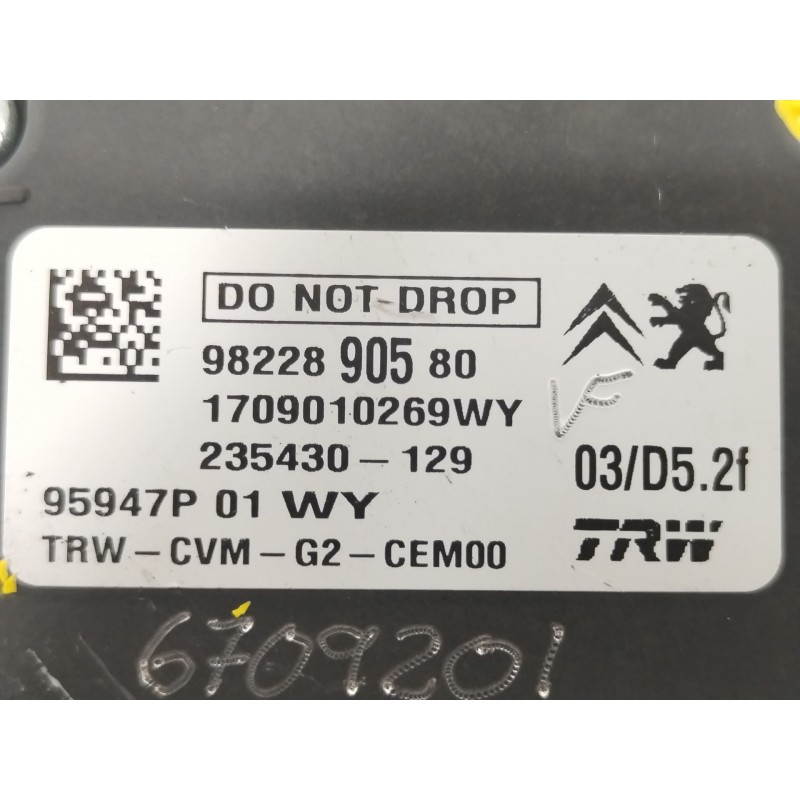 DO NOT DROP
98228 905 80
1709010269WY
VF
235430-129
03/D5.2f
95947P 01 WY
TRW
TRW-CVM-G2-CEM00
6709201